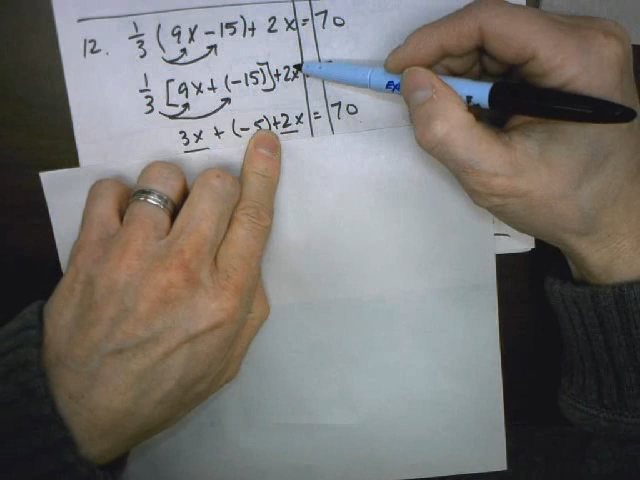 12. 1/3 (9x - 15) + 2x = 70
1/3 [9x + (-15)] + 2x
3x + (-5) + 2x = 70